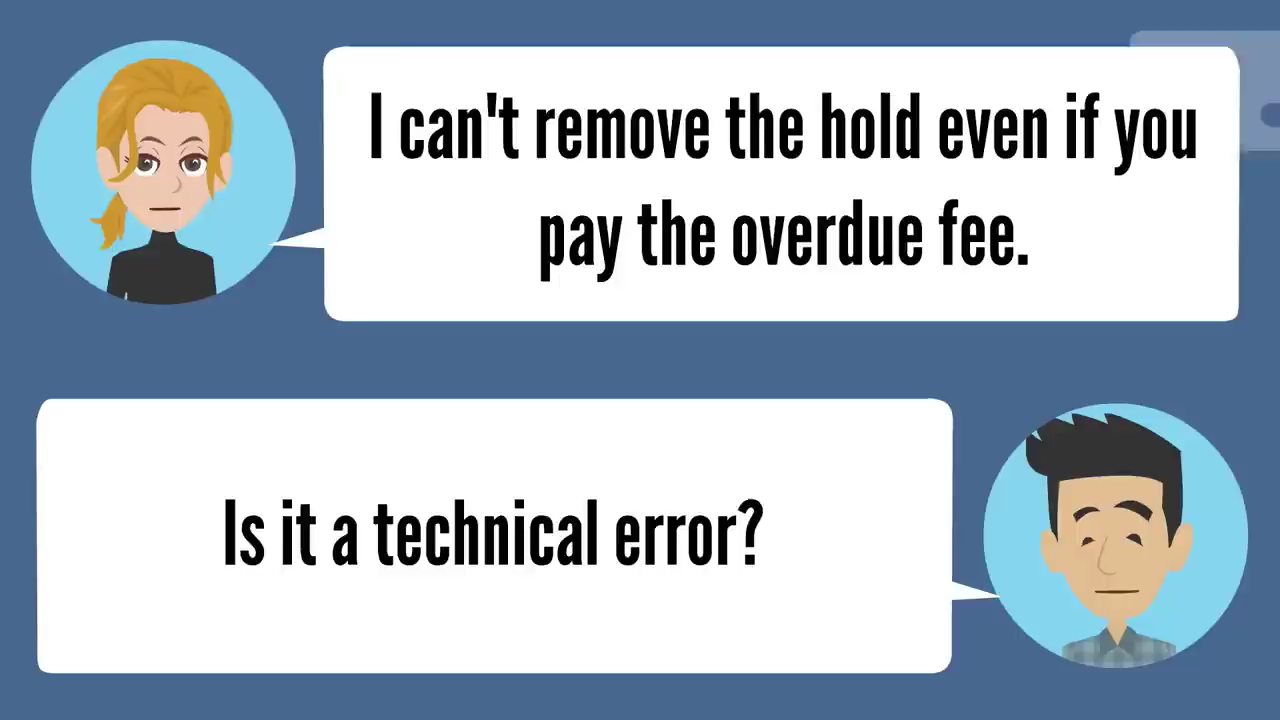 I can't remove the hold even if you
pay the overdue fee.
Is it a technical error?